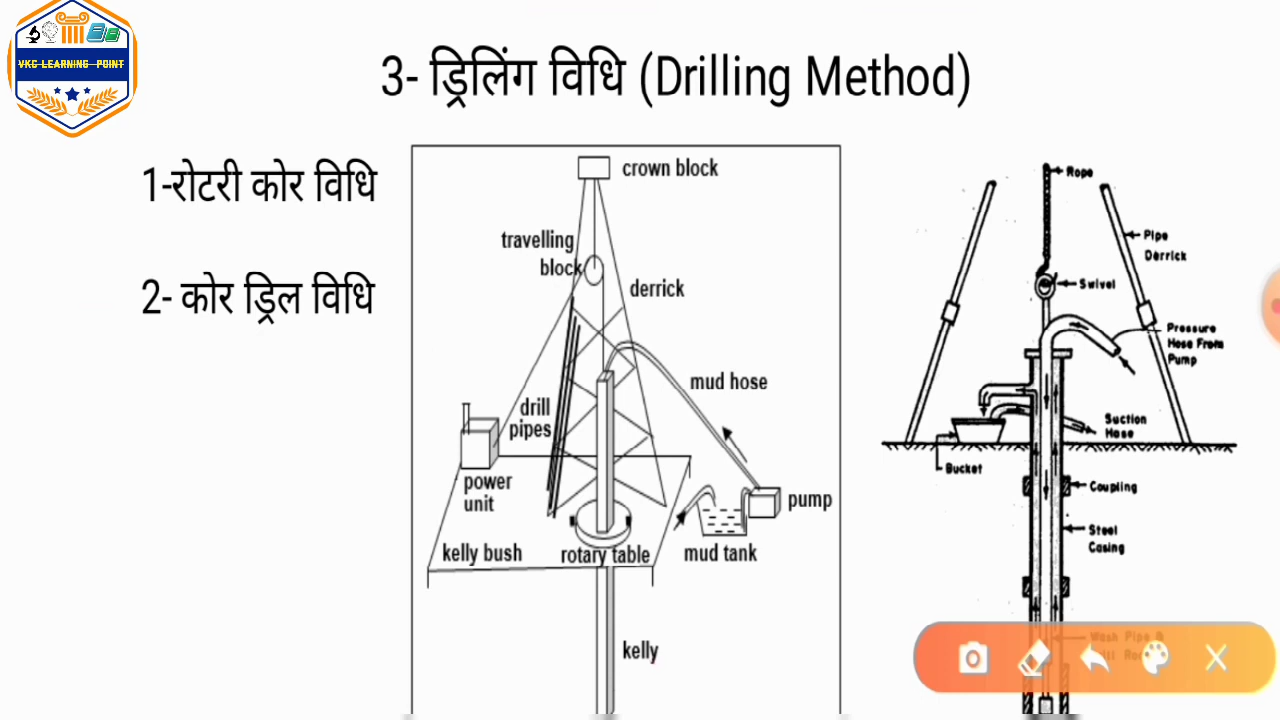 VKG LEARNING POINT
3- ड्रिलिंग विधि (Drilling Method)
1-रोटरी कोर विधि
2- कोर ड्रिल विधि
crown block
travelling
block
derrick
mud hose
drill
pipes
power
unit
pump
kelly bush
rotary table
mud tank
kelly
Rope
Pipe
Derrick
Swivel
Pressure
Hose From
Pump
Suction
Hose
Bucket
Coupling
Steel
Casing
Wash Pipe